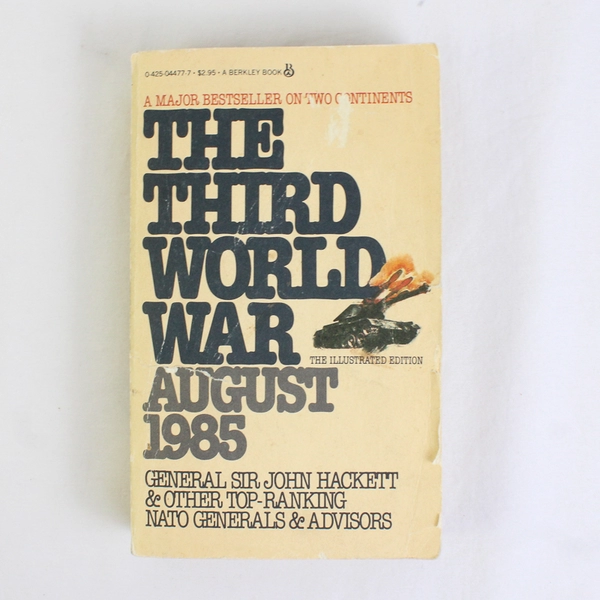 0-425-04477-7 • $2.95 • A BERKLEY BOOK B
A MAJOR BESTSELLER ON TWO CONTINENTS
THE
THIRD
WORLD
WAR
THE ILLUSTRATED EDITION
AUGUST
1985
GENERAL SIR JOHN HACKETT
& OTHER TOP-RANKING
NATO GENERALS & ADVISORS